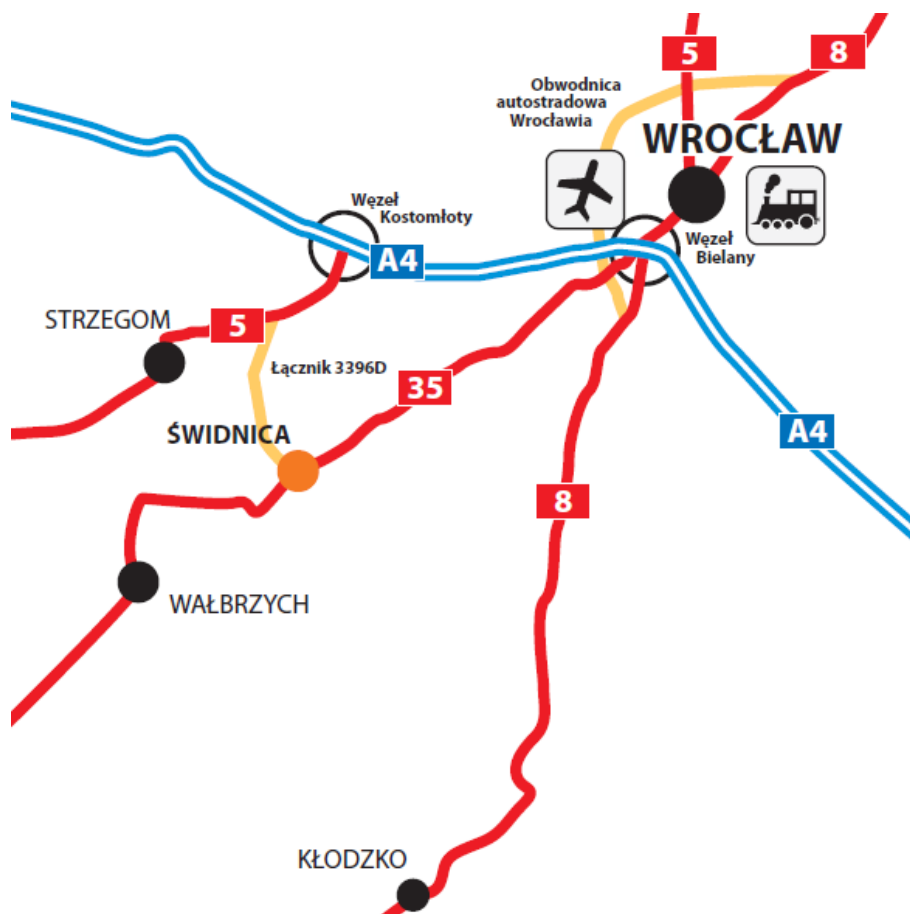 5
8
Obwodnica
autostradowa
Wrocławia
WROCŁAW
Węzeł
Kostomłoty
A4
Węzeł
Bielany
STRZEGOM
5
Łącznik 3396D
35
ŚWIDNICA
A4
8
WAŁBRZYCH
KŁODZKO